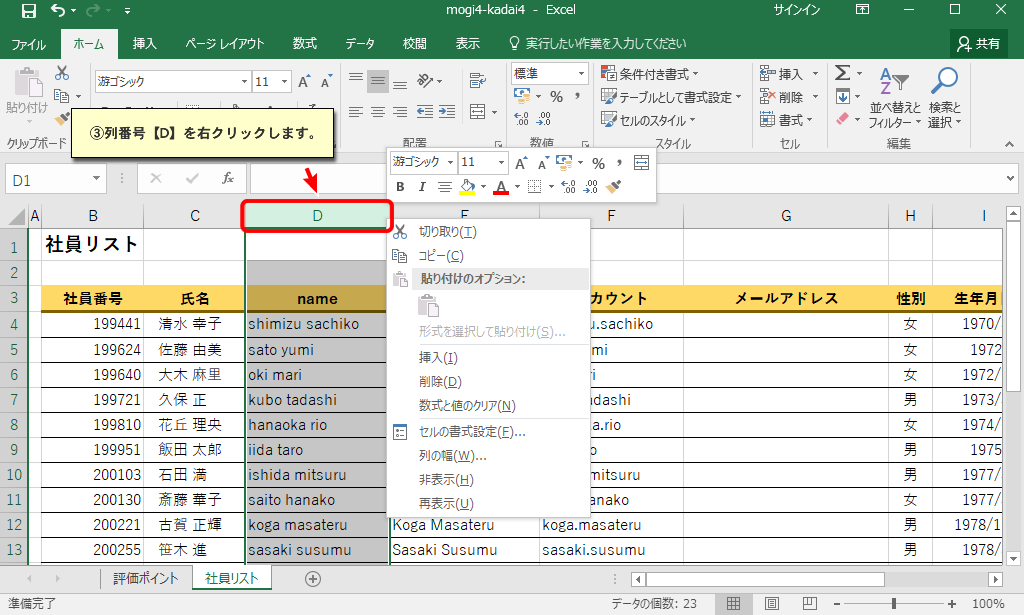 mogi4-kadai4 - Excel
サインイン
ファイル ホーム 挿入 ページ レイアウト 数式 データ 校閲 表示 実行したい作業を入力してください 共有
貼り付け
クリップボード
游ゴシック 11
配置
標準
% ,
数値
条件付き書式
テーブルとして書式設定
セルのスタイル
スタイル
挿入
削除
書式
セル
Σ
並べ替えと
フィルター
検索と
選択
編集
③列番号【D】を右クリックします。
游ゴシック 11 A A % ,
B I A
D1 fx
A B C D E F G H I
1 社員リスト
2
3 社員番号 氏名 name カウント メールアドレス 性別 生年月
4 199441 清水 幸子 shimizu sachiko u.sachiko 女 1970/
5 199624 佐藤 由美 sato yumi mi 女 1972
6 199640 大木 麻里 oki mari ri 女 1972/
7 199721 久保 正 kubo tadashi adashi 男 1973/
8 199810 花丘 理央 hanaoka rio a.rio 女 1974/
9 199951 飯田 太郎 iida taro o 男 1975
10 200103 石田 満 ishida mitsuru mitsuru 男 1977/
11 200130 斎藤 華子 saito hanako anako 女 1977/
12 200221 古賀 正輝 koga masateru Koga Masateru koga.masateru 男 1978/1
13 200255 笹木 進 sasaki susumu Sasaki Susumu sasaki.susumu 男 1978/
切り取り(T)
コピー(C)
貼り付けのオプション:
形式を選択して貼り付け(S)...
挿入(I)
削除(D)
数式と値のクリア(N)
セルの書式設定(F)...
列の幅(W)...
非表示(H)
再表示(U)
評価ポイント 社員リスト
準備完了 データの個数: 23 100%